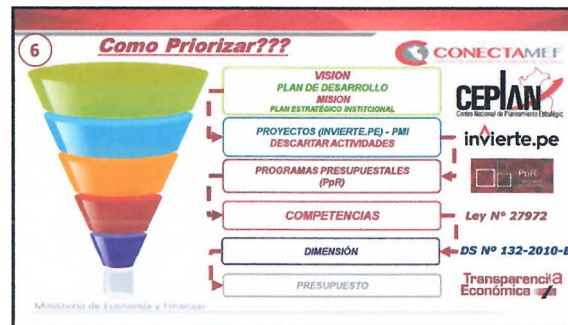 6
Como Priorizar???
CONECTAMEF
VISION
PLAN DE DESARROLLO
MISION
PLAN ESTRATÉGICO INSTITCIONAL
CEPLAN
Centro Nacional de Planeamiento Estratégic
PROYECTOS (INVIERTE.PE) - PMI
DESCARTAR ACTIVIDADES
invierte.pe
PROGRAMAS PRESUPUESTALES
(PpR)
PpR
COMPETENCIAS
Ley N° 27972
DIMENSIÓN
DS Nº 132-2010-E
PRESUPUESTO
Transparencia
Económica
Ministerio de Economía y Finanzas